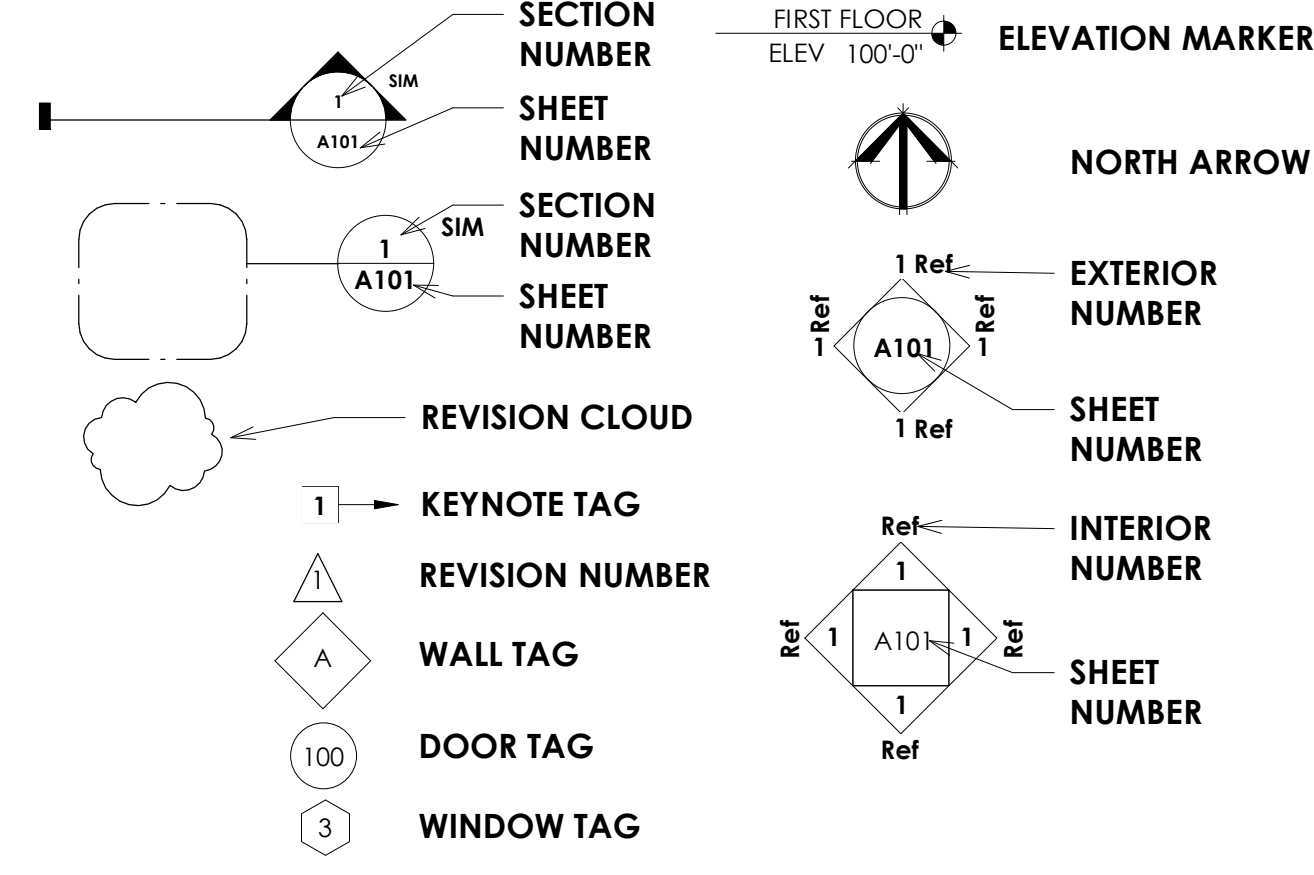 SECTION
NUMBER
SIM
1
A101
SHEET
NUMBER
SECTION
NUMBER
SIM
1
A101
SHEET
NUMBER
REVISION CLOUD
1
KEYNOTE TAG
1
REVISION NUMBER
A
WALL TAG
100
DOOR TAG
3
WINDOW TAG
FIRST FLOOR
ELEV 100'-0"
ELEVATION MARKER
NORTH ARROW
1 Ref
EXTERIOR
NUMBER
Ref
1
A101
Ref
1
1 Ref
SHEET
NUMBER
Ref
INTERIOR
NUMBER
1
Ref
1
A101
1
Ref
SHEET
NUMBER
1
Ref